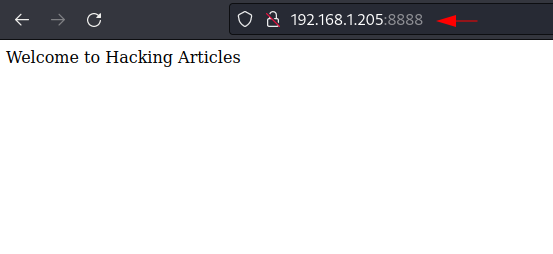 192.168.1.205:8888
Welcome to Hacking Articles